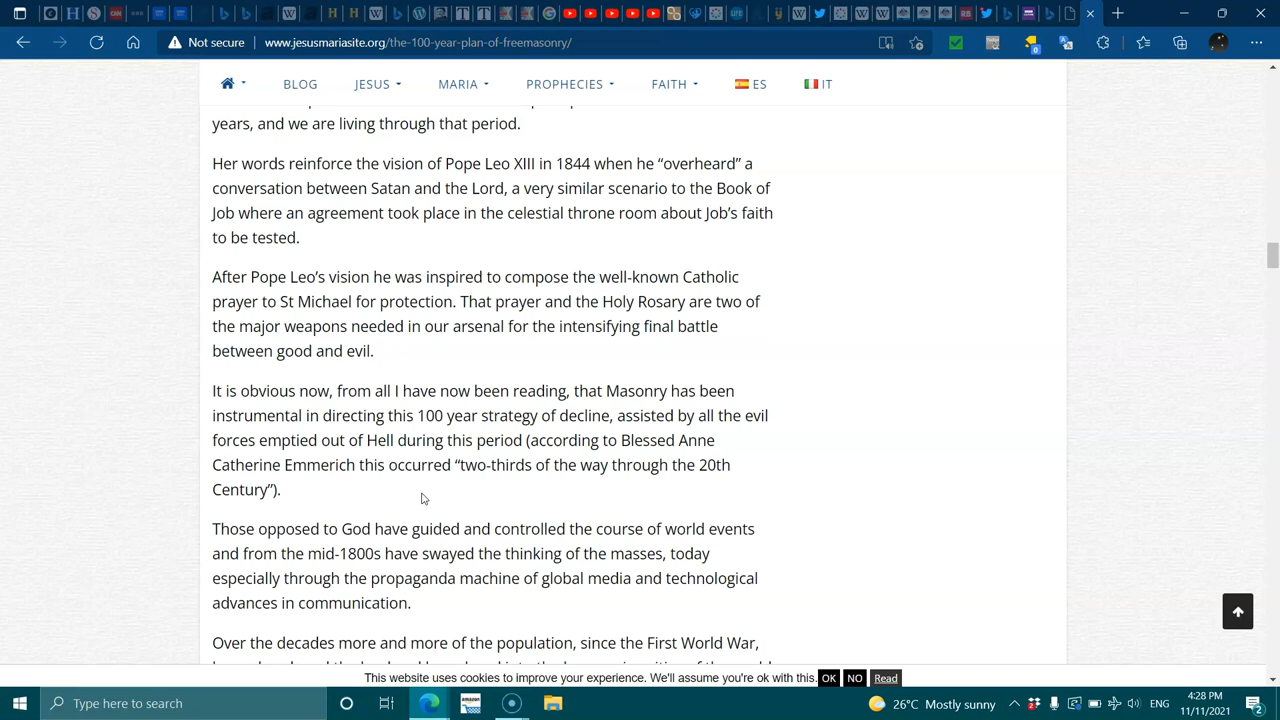 Not secure www.jesusmariasite.org/the-100-year-plan-of-freemasonry/
BLOG JESUS MARIA PROPHECIES FAITH ES IT
years, and we are living through that period.
Her words reinforce the vision of Pope Leo XIII in 1844 when he “overheard” a
conversation between Satan and the Lord, a very similar scenario to the Book of
Job where an agreement took place in the celestial throne room about Job’s faith
to be tested.
After Pope Leo’s vision he was inspired to compose the well-known Catholic
prayer to St Michael for protection. That prayer and the Holy Rosary are two of
the major weapons needed in our arsenal for the intensifying final battle
between good and evil.
It is obvious now, from all I have now been reading, that Masonry has been
instrumental in directing this 100 year strategy of decline, assisted by all the evil
forces emptied out of Hell during this period (according to Blessed Anne
Catherine Emmerich this occurred “two-thirds of the way through the 20th
Century”).
Those opposed to God have guided and controlled the course of world events
and from the mid-1800s have swayed the thinking of the masses, today
especially through the propaganda machine of global media and technological
advances in communication.
Over the decades more and more of the population, since the First World War,
This website uses cookies to improve your experience. We'll assume you're ok with this. OK NO Read
Type here to search
26°C Mostly sunny
4:28 PM
11/11/2021